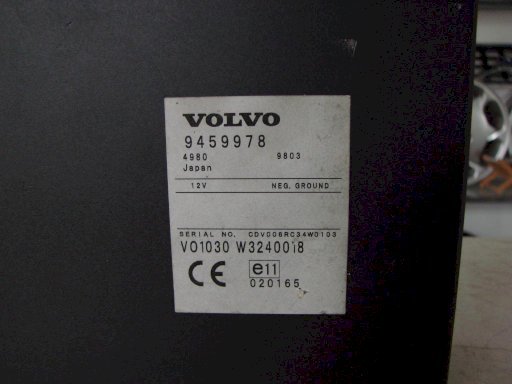 VOLVO
9459978
4980 9803
Japan
12V NEG. GROUND
SERIAL NO. CDV006RC34W0103
VO1030 W3240018
CE e11
020165